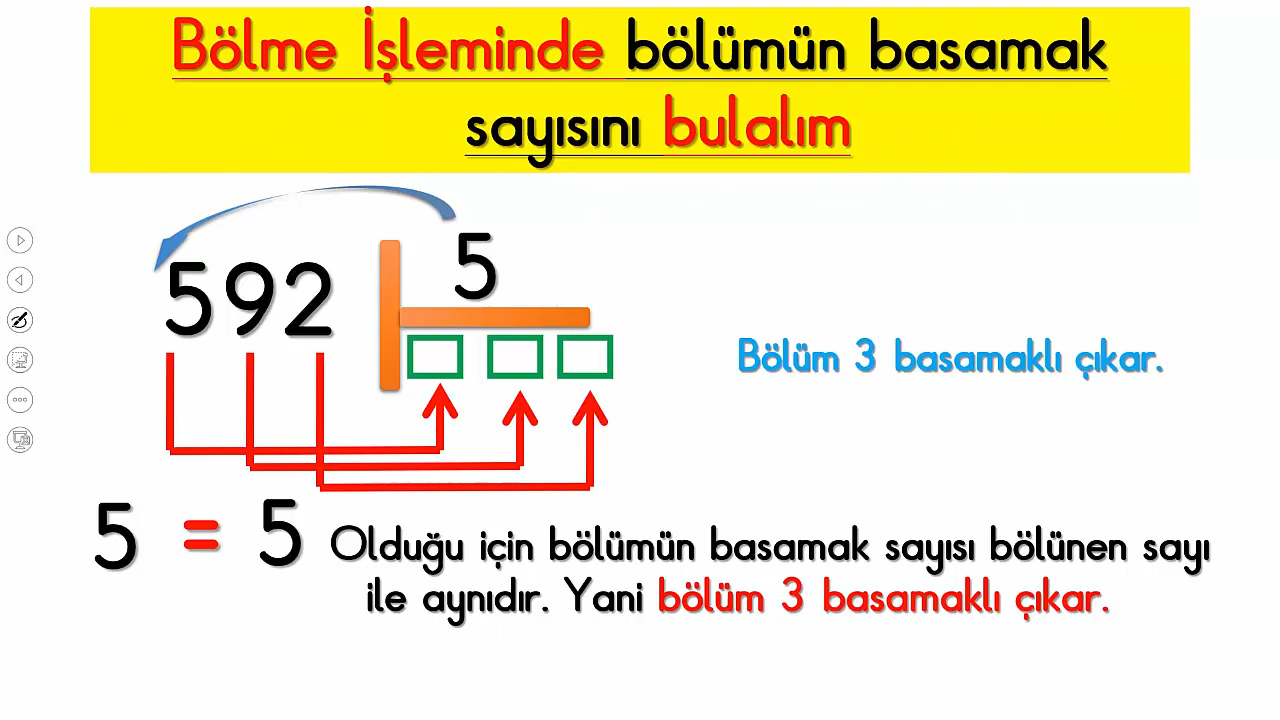 Bölme İşleminde bölümün basamak
sayısını bulalım
592 5
Bölüm 3 basamaklı çıkar.
5 = 5 Olduğu için bölümün basamak sayısı bölünen sayı
ile aynıdır. Yani bölüm 3 basamaklı çıkar.